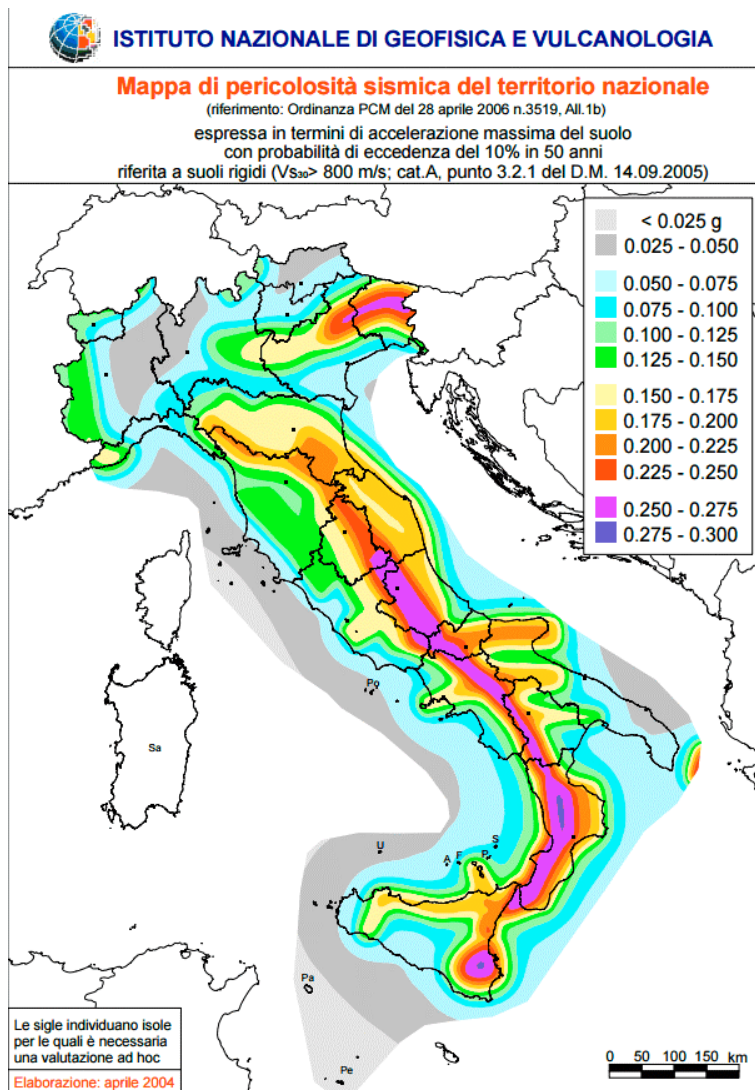 ISTITUTO NAZIONALE DI GEOFISICA E VULCANOLOGIA
Mappa di pericolosità sismica del territorio nazionale
(riferimento: Ordinanza PCM del 28 aprile 2006 n.3519, All.1b)
espressa in termini di accelerazione massima del suolo
con probabilità di eccedenza del 10% in 50 anni
riferita a suoli rigidi (Vs₃₀> 800 m/s; cat.A, punto 3.2.1 del D.M. 14.09.2005)
< 0.025 g
0.025 - 0.050
0.050 - 0.075
0.075 - 0.100
0.100 - 0.125
0.125 - 0.150
0.150 - 0.175
0.175 - 0.200
0.200 - 0.225
0.225 - 0.250
0.250 - 0.275
0.275 - 0.300
Po
Sa
U
A
F
P
S
Pa
Pe
Le sigle individuano isole
per le quali è necessaria
una valutazione ad hoc
Elaborazione: aprile 2004
0 50 100 150 km